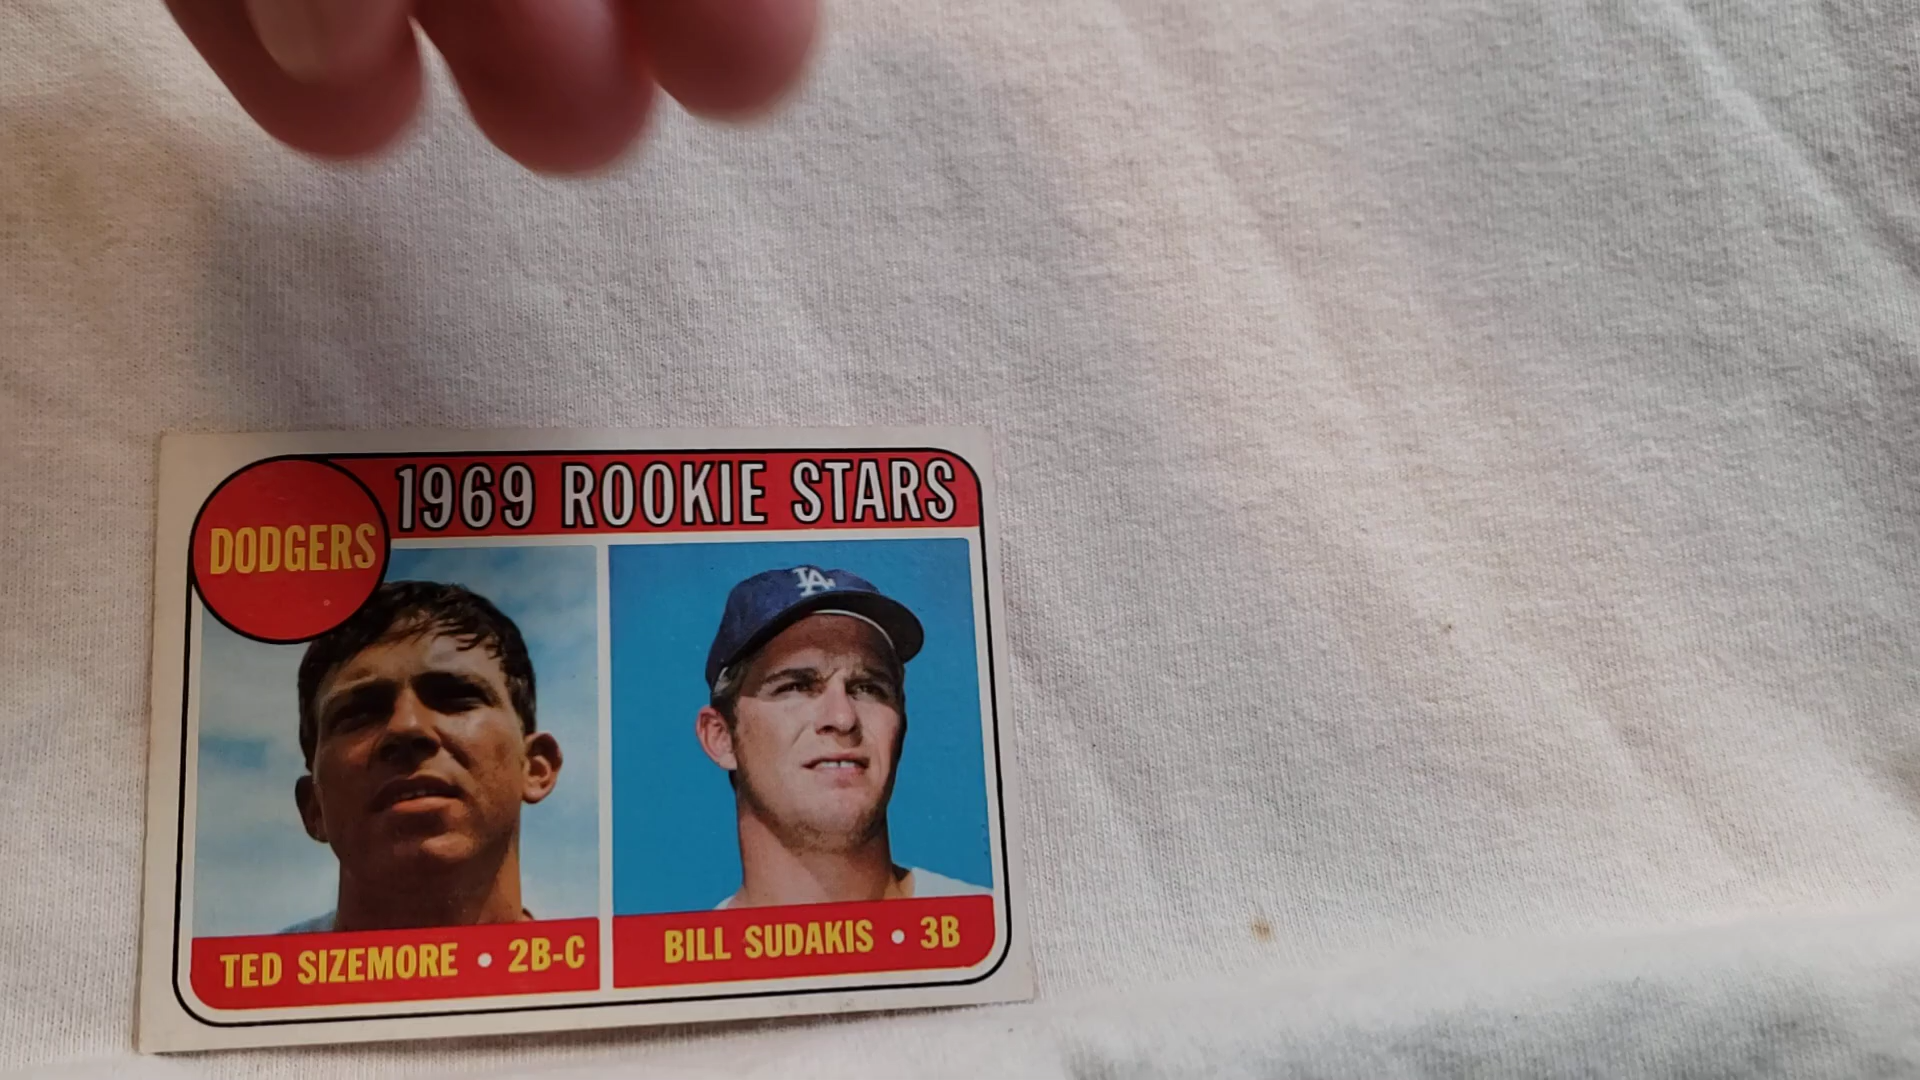 1969 ROOKIE STARS
DODGERS
LA
TED SIZEMORE • 2B-C
BILL SUDAKIS • 3B